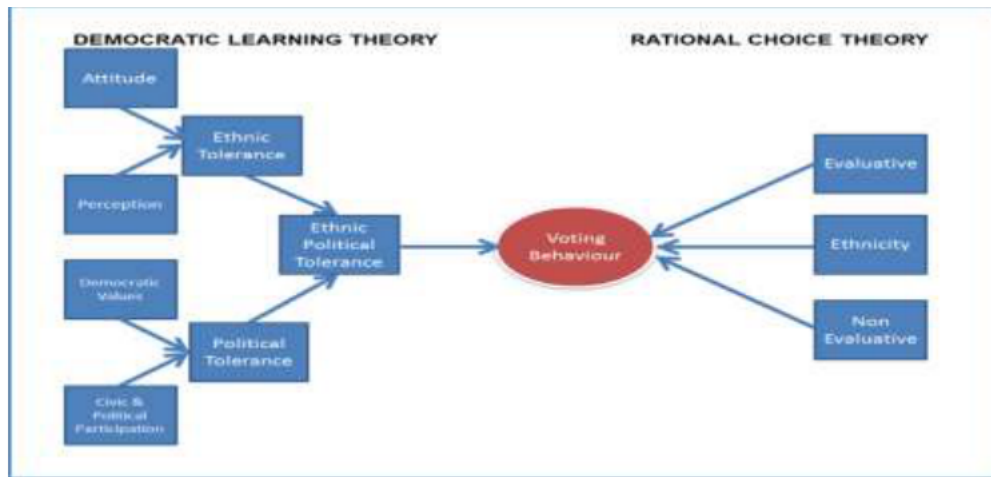 DEMOCRATIC LEARNING THEORY
RATIONAL CHOICE THEORY
Attitude
Ethnic
Tolerance
Perception
Ethnic
Political
Tolerance
Democratic
Values
Political
Tolerance
Civic &
Political
Participation
Voting
Behaviour
Evaluative
Ethnicity
Non
Evaluative